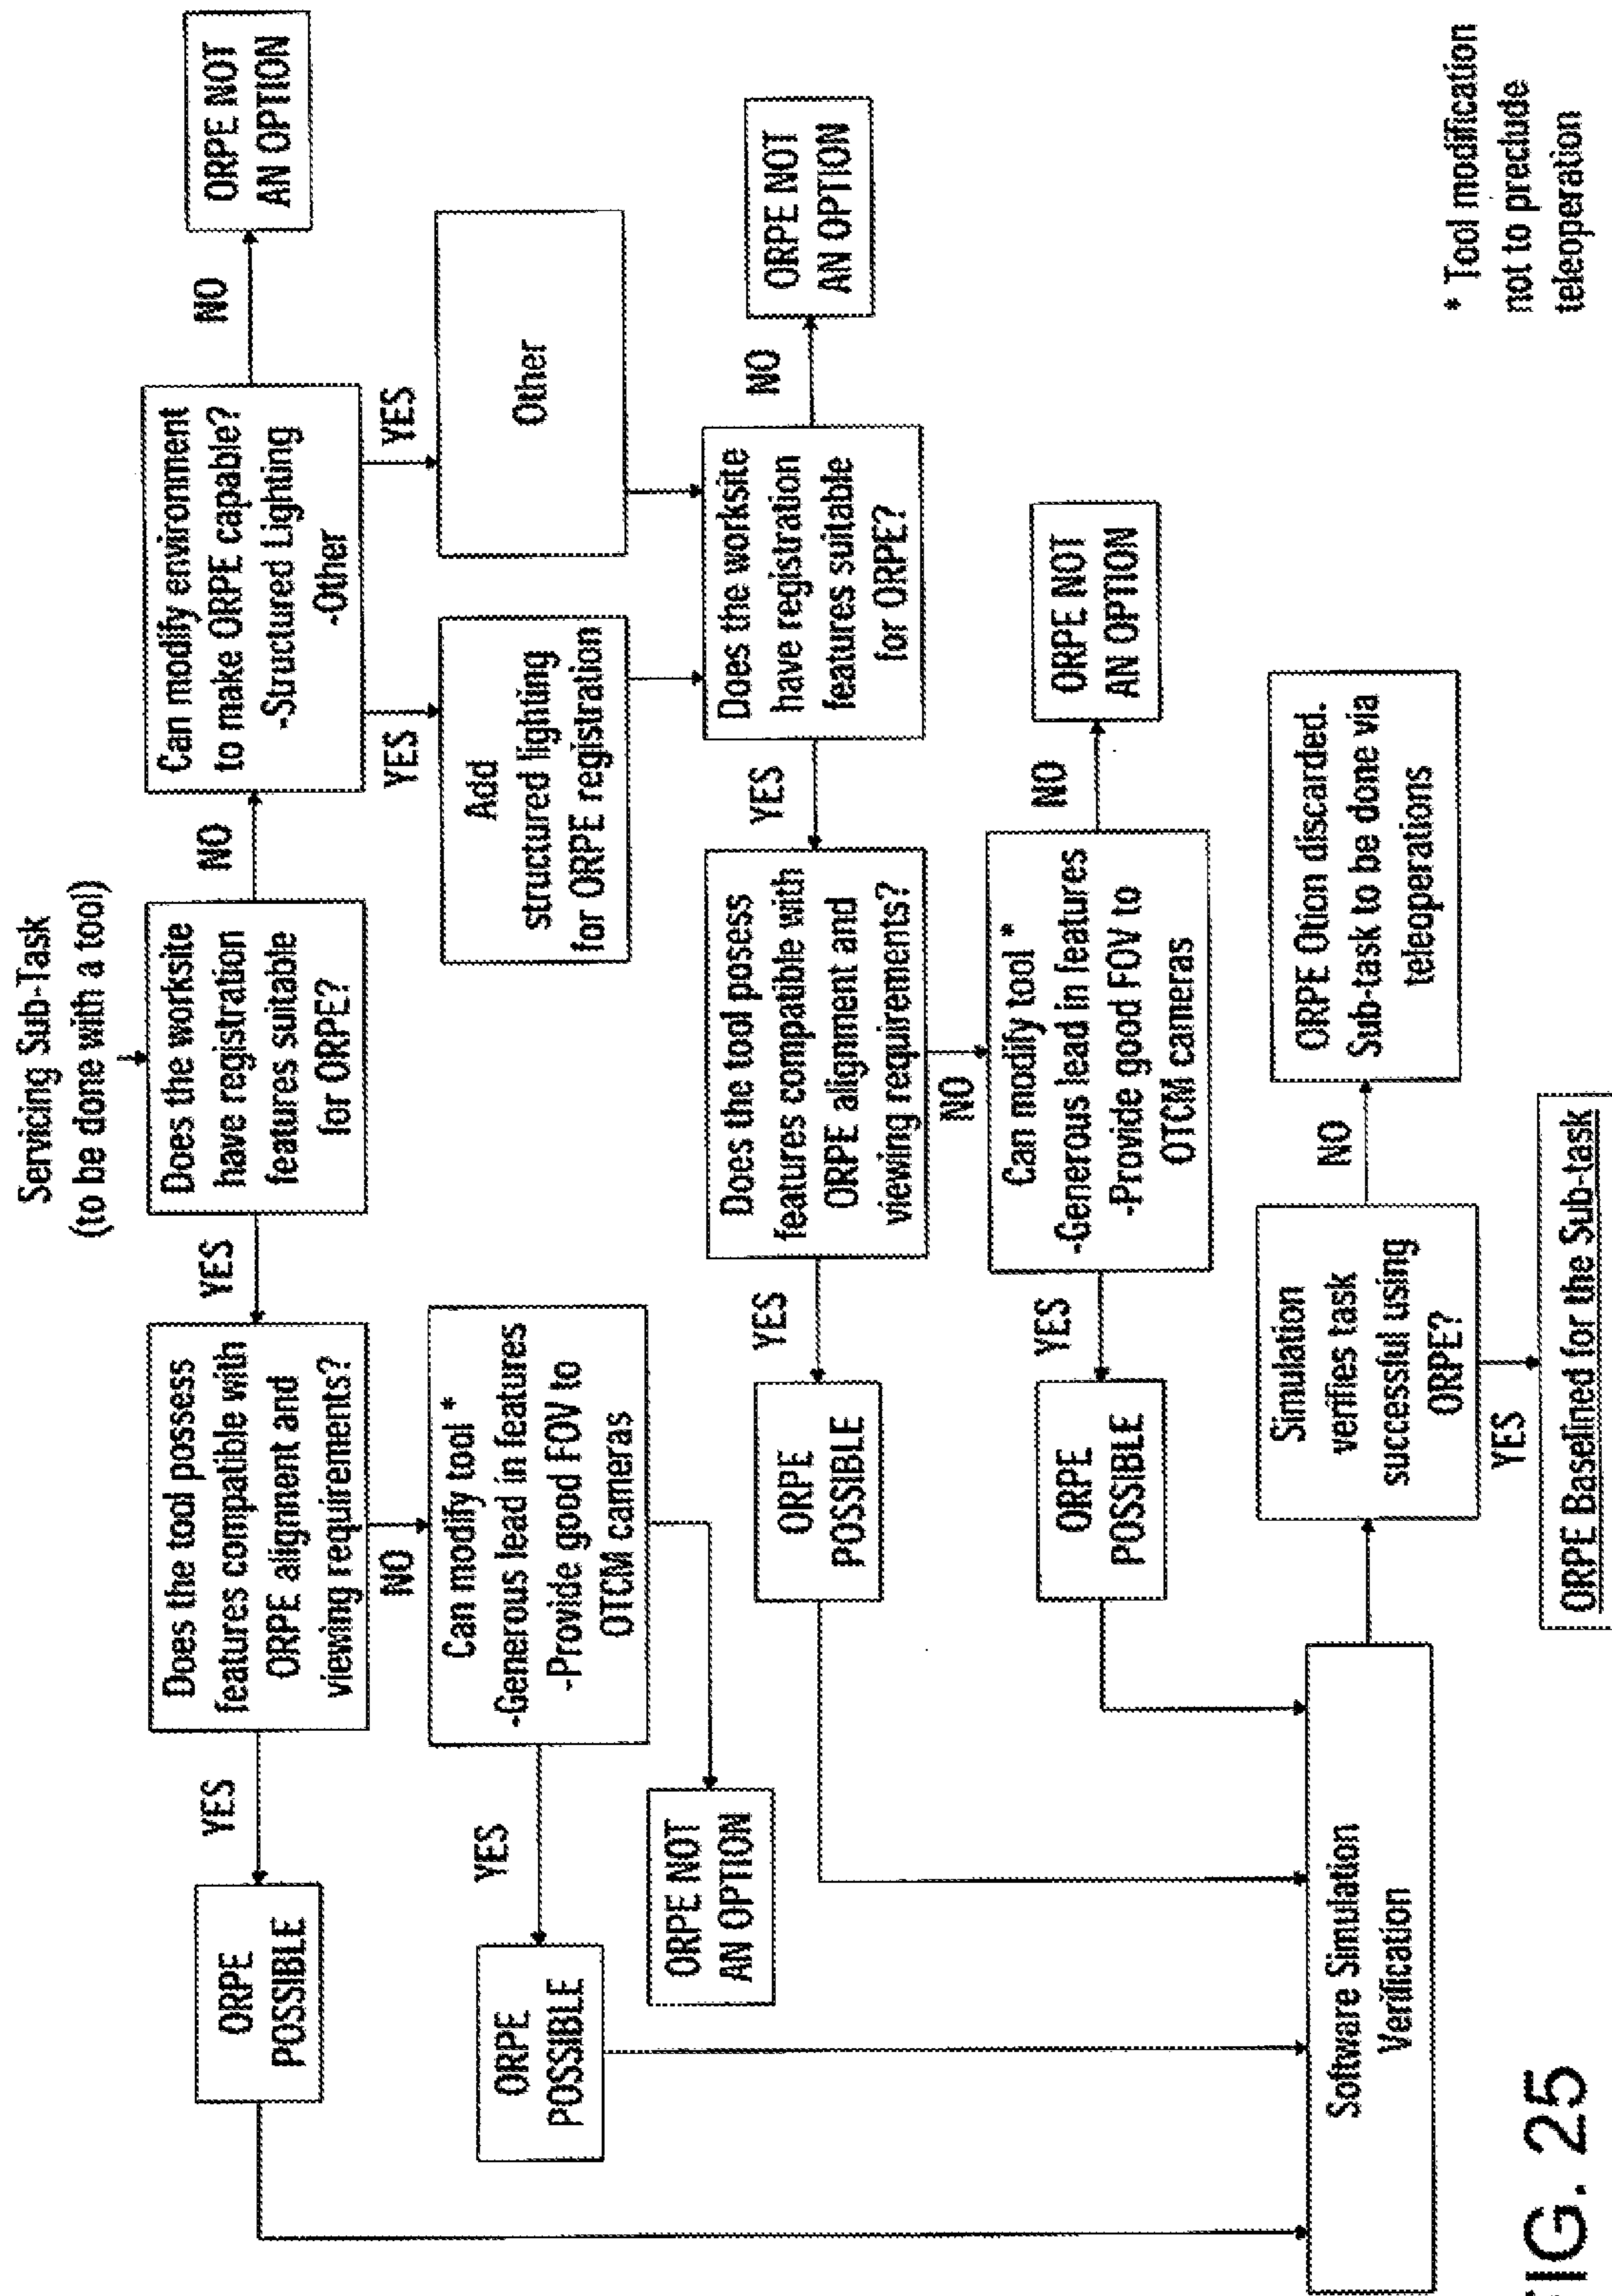 Servicing Sub-Task
(to be done with a tool)
Does the worksite
have registration
features suitable
for ORPE?
YES
NO
Does the tool posses
features compatible with
ORPE alignment and
viewing requirements?
YES
NO
ORPE
POSSIBLE
Can modify tool *
-Generous lead in features
-Provide good FOV to
OTCM cameras
YES
ORPE
POSSIBLE
ORPE NOT
AN OPTION
Can modify environment
to make ORPE capable?
-Structured Lighting
-Other
NO
ORPE NOT
AN OPTION
YES
YES
Add
structured lighting
for ORPE registration
Other
Does the worksite
have registration
features suitable
for ORPE?
NO
ORPE NOT
AN OPTION
YES
Does the tool posess
features compatible with
ORPE alignment and
viewing requirements?
YES
ORPE
POSSIBLE
NO
Can modify tool *
-Generous lead in features
-Provide good FOV to
OTCM cameras
NO
ORPE NOT
AN OPTION
YES
ORPE
POSSIBLE
Software Simulation
Verification
Simulation
verifies task
successful using
ORPE?
NO
ORPE Otion discarded.
Sub-task to be done via
teleoperations
YES
ORPE Baselined for the Sub-task
* Tool modification
not to preclude
teleoperation
IG. 25